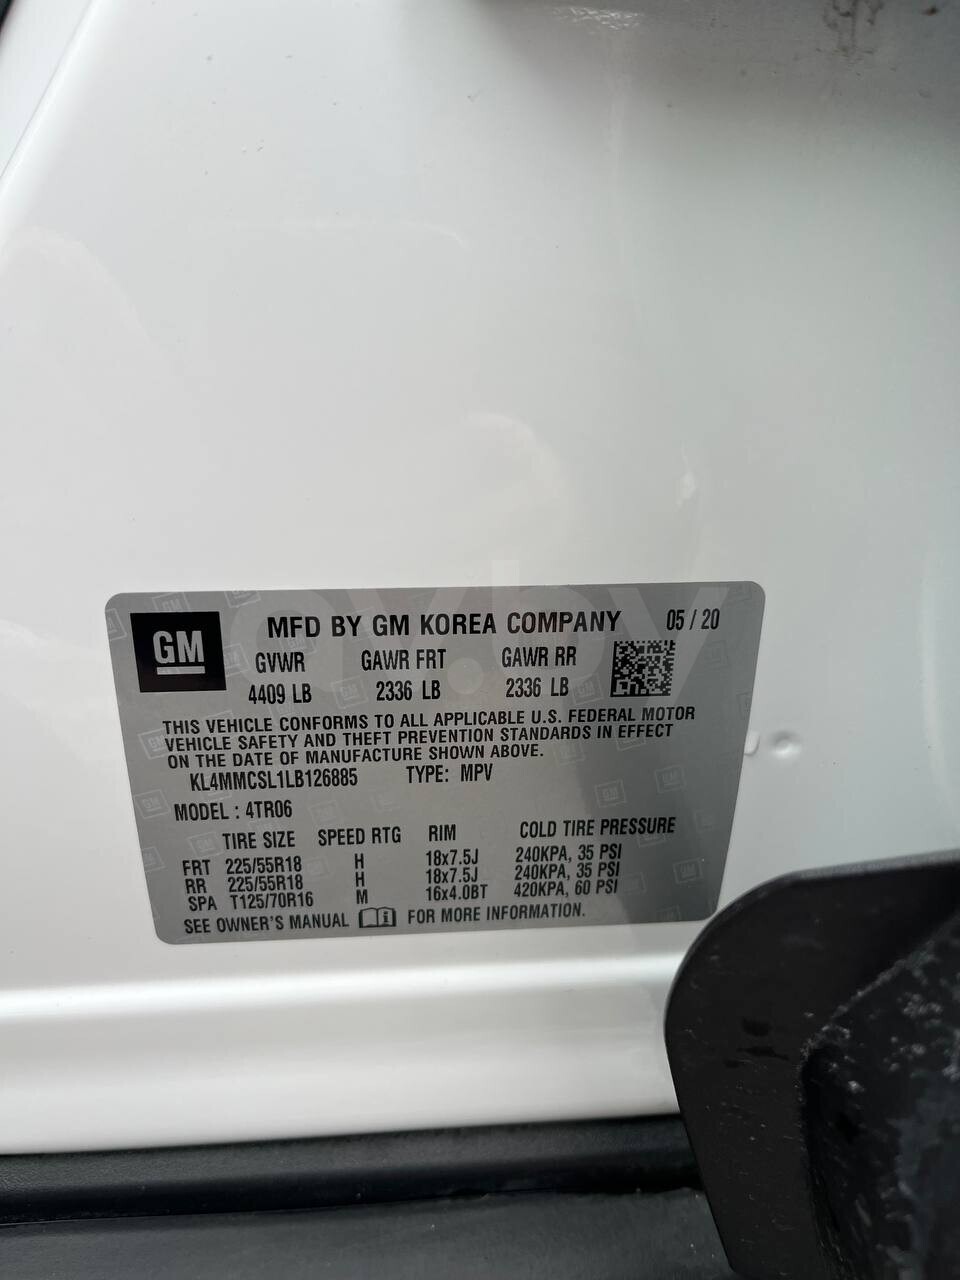 GM
MFD BY GM KOREA COMPANY 05 / 20
GVWR GAWR FRT GAWR RR
4409 LB 2336 LB 2336 LB
THIS VEHICLE CONFORMS TO ALL APPLICABLE U.S. FEDERAL MOTOR
VEHICLE SAFETY AND THEFT PREVENTION STANDARDS IN EFFECT
ON THE DATE OF MANUFACTURE SHOWN ABOVE.
KL4MMCSL1LB126885 TYPE: MPV
MODEL : 4TR06
TIRE SIZE SPEED RTG RIM COLD TIRE PRESSURE
FRT 225/55R18 H 18x7.5J 240KPA, 35 PSI
RR 225/55R18 H 18x7.5J 240KPA, 35 PSI
SPA T125/70R16 M 16x4.0BT 420KPA, 60 PSI
SEE OWNER'S MANUAL i FOR MORE INFORMATION.
av.by